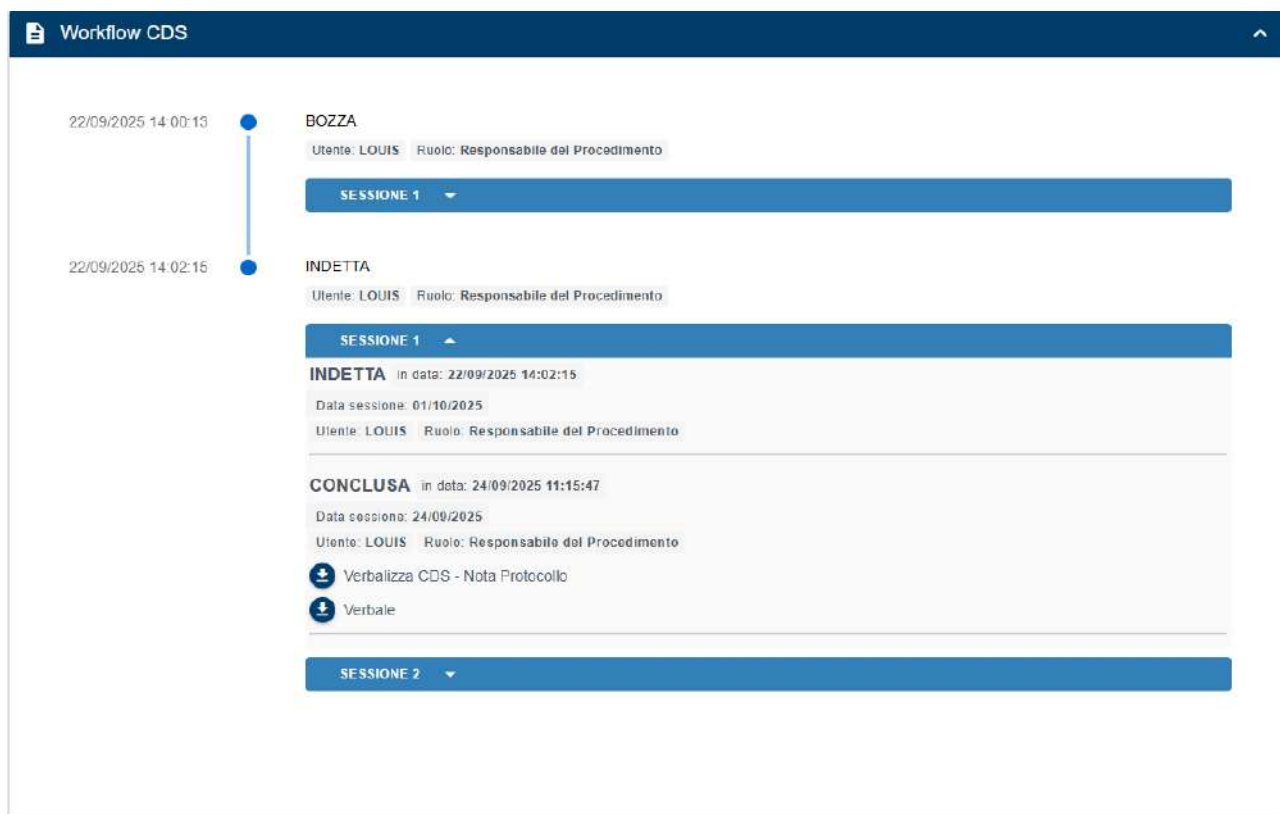 Workflow CDS
22/09/2025 14:00:13
BOZZA
Utente: LOUIS Ruolo: Responsabile del Procedimento
SESSIONE 1
22/09/2025 14:02:15
INDETTA
Utente: LOUIS Ruolo: Responsabile del Procedimento
SESSIONE 1
INDETTA in data: 22/09/2025 14:02:15
Data sessione: 01/10/2025
Utente: LOUIS Ruolo: Responsabile del Procedimento
CONCLUSA in data: 24/09/2025 11:15:47
Data sessione: 24/09/2025
Utente: LOUIS Ruolo: Responsabile del Procedimento
Verbalizza CDS - Nota Protocollo
Verbale
SESSIONE 2